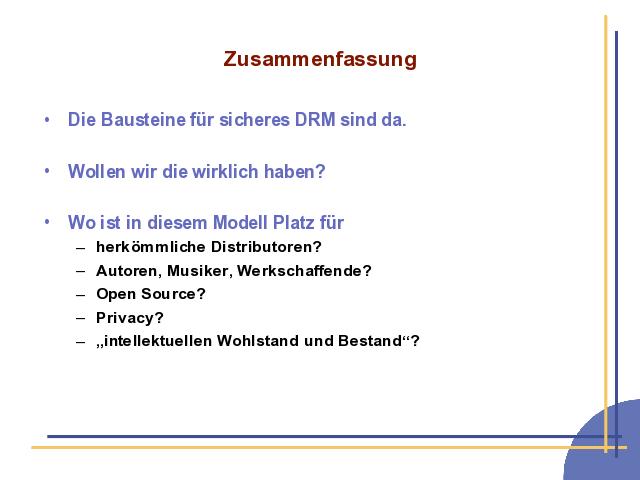 Zusammenfassung
• Die Bausteine für sicheres DRM sind da.
• Wollen wir die wirklich haben?
• Wo ist in diesem Modell Platz für
– herkömmliche Distributoren?
– Autoren, Musiker, Werkschaffende?
– Open Source?
– Privacy?
– „intellektuellen Wohlstand und Bestand“?